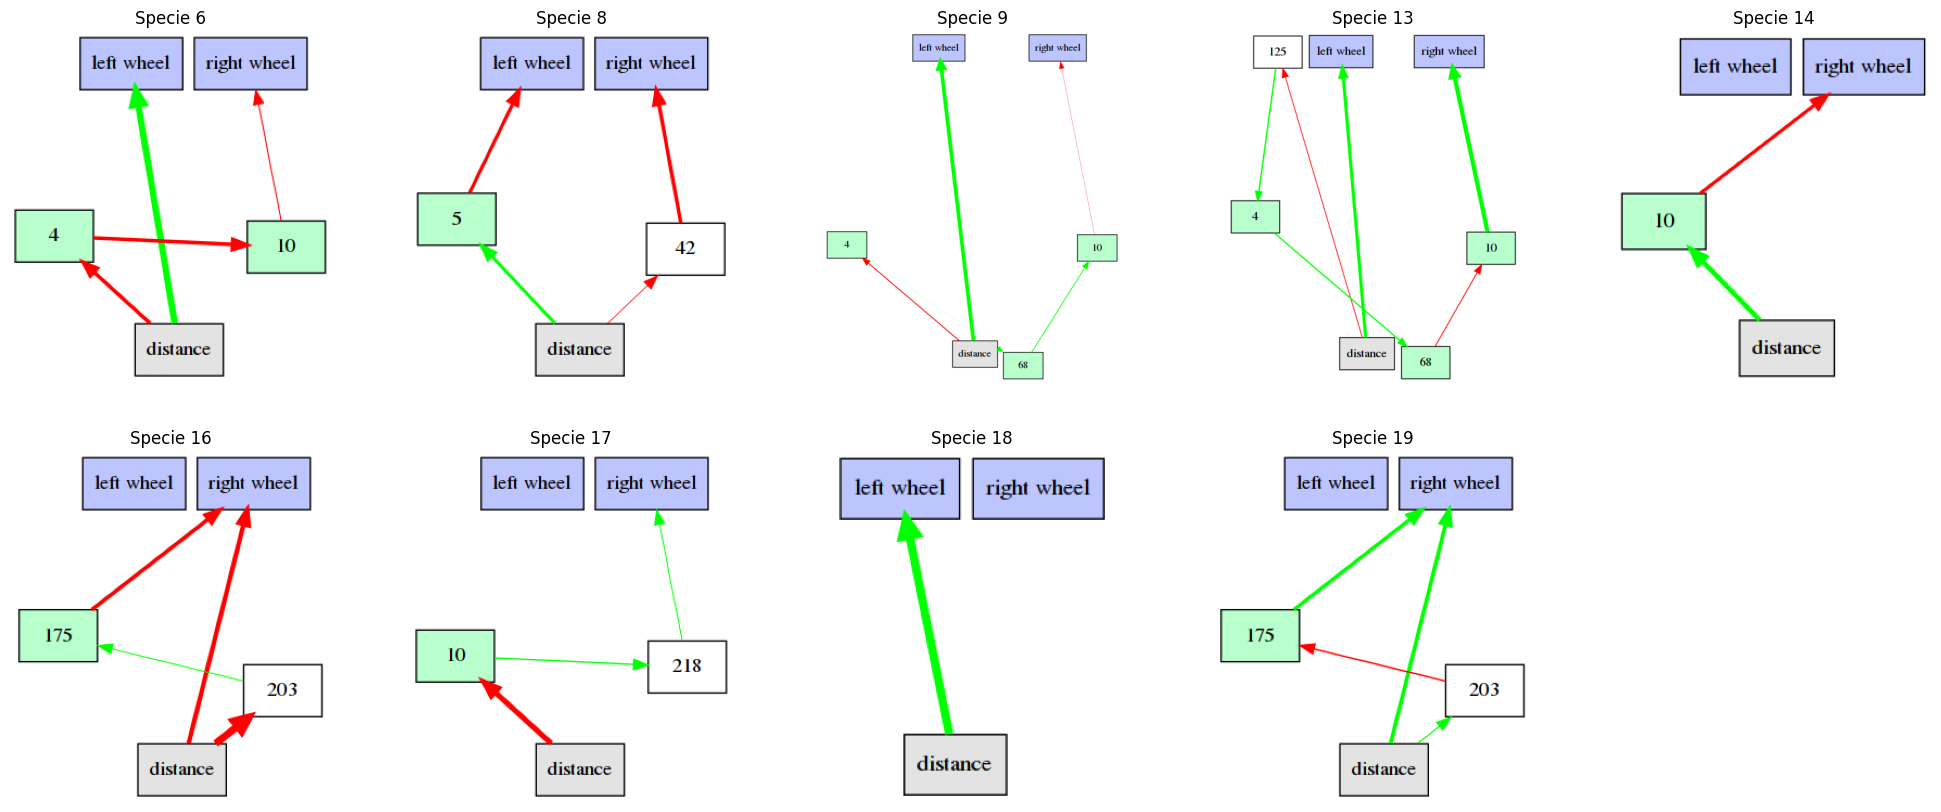 Specie 6
left wheel
right wheel
4
10
distance
Specie 8
left wheel
right wheel
5
42
distance
Specie 9
left wheel
right wheel
4
10
distance
68
Specie 13
125
left wheel
right wheel
4
10
distance
68
Specie 14
left wheel
right wheel
10
distance
Specie 16
left wheel
right wheel
175
203
distance
Specie 17
left wheel
right wheel
10
218
distance
Specie 18
left wheel
right wheel
distance
Specie 19
left wheel
right wheel
175
203
distance